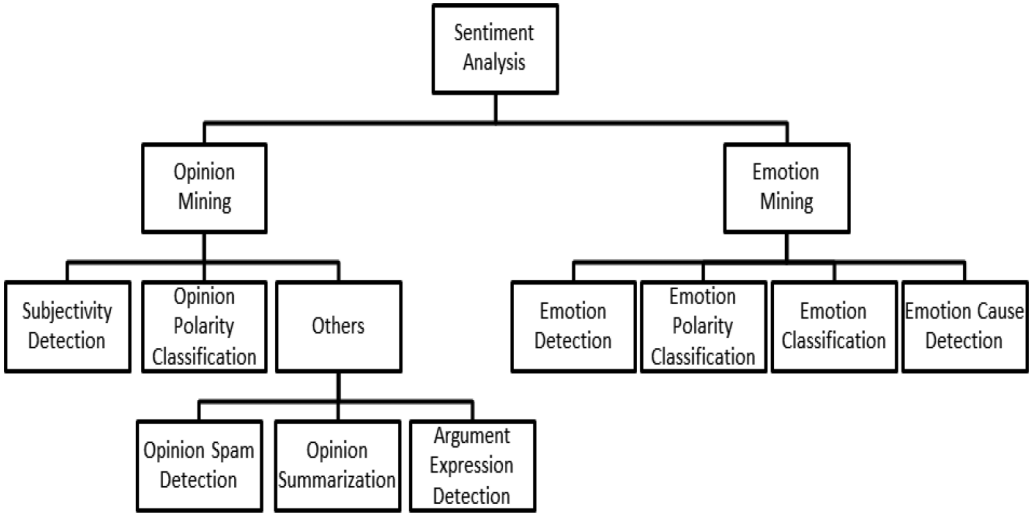 Sentiment
Analysis
Opinion
Mining
Emotion
Mining
Subjectivity
Detection
Opinion
Polarity
Classification
Others
Emotion
Detection
Emotion
Polarity
Classification
Emotion
Classification
Emotion Cause
Detection
Opinion Spam
Detection
Opinion
Summarization
Argument
Expression
Detection